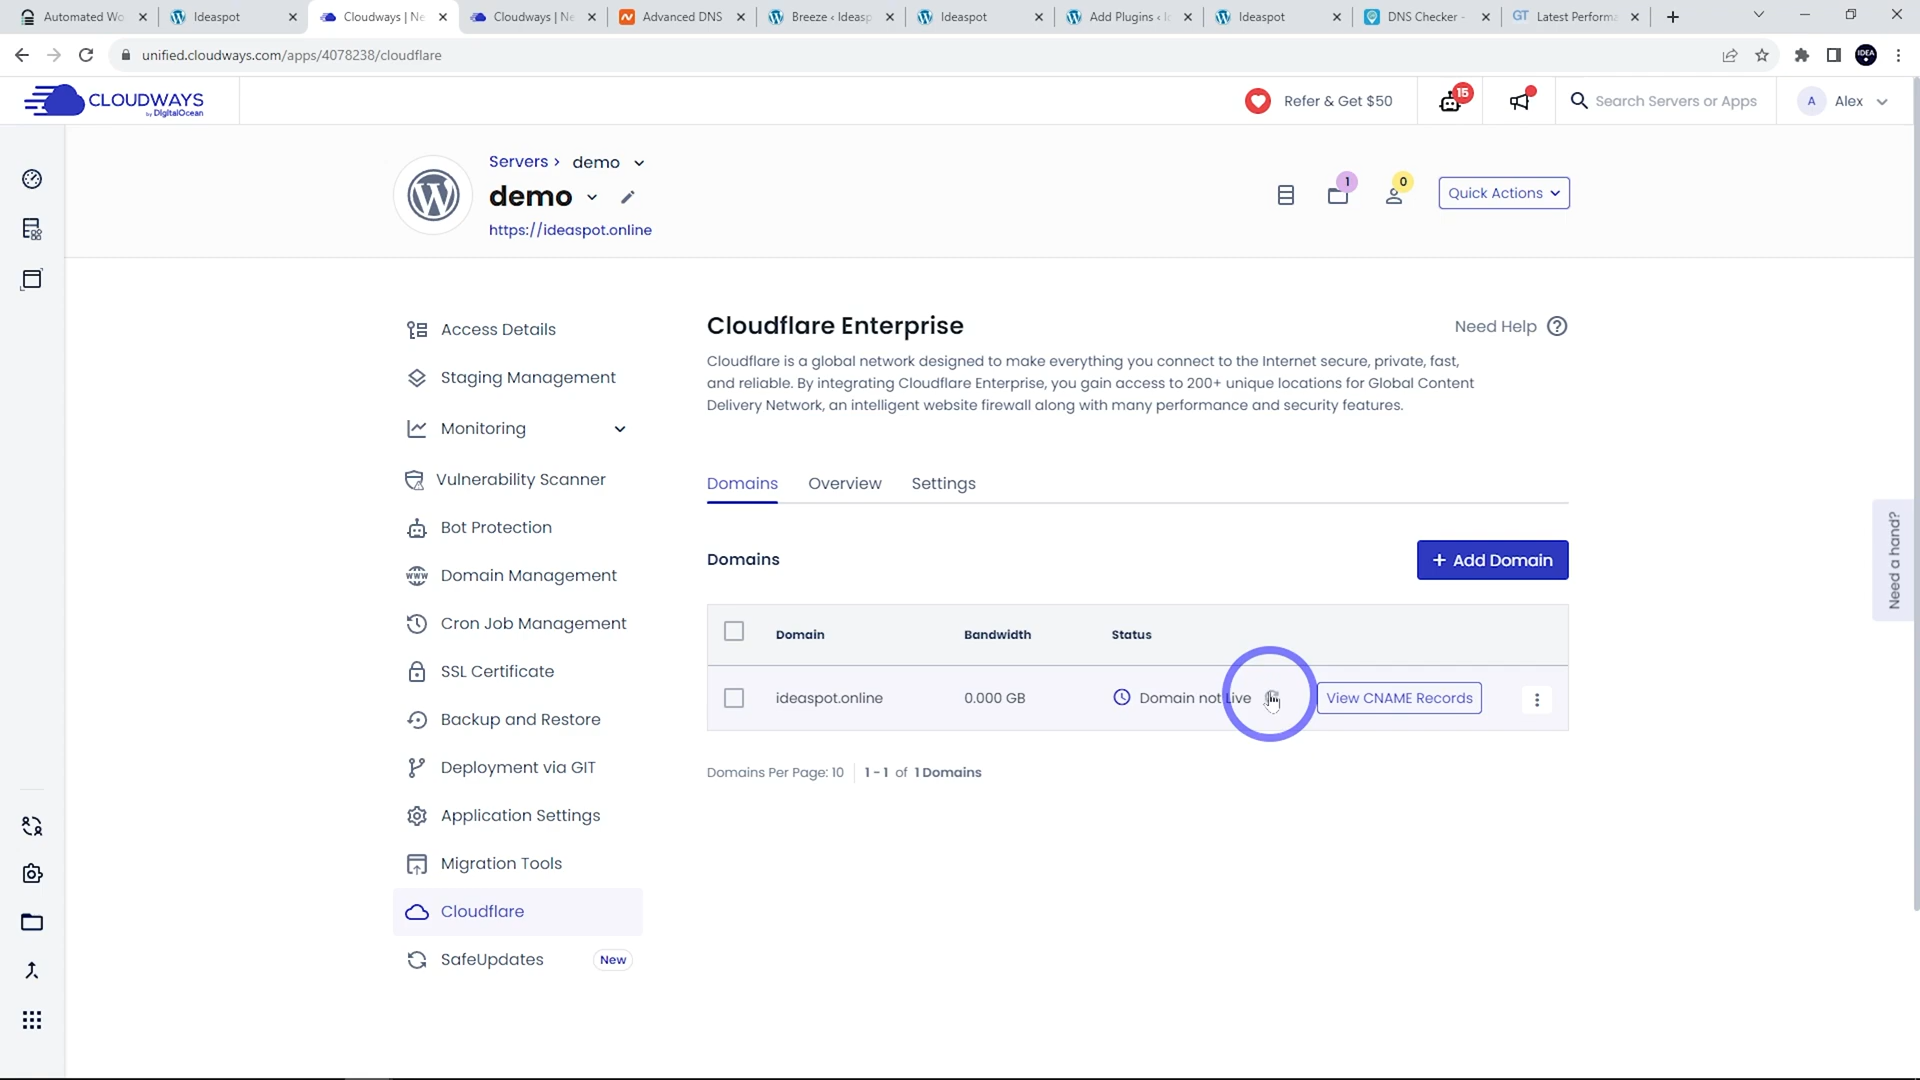 Automated Wo
Ideaspot
Cloudways | Ne
Cloudways | Ne
Advanced DNS
Breeze ‹ Ideasp
Ideaspot
Add Plugins ‹ Id
Ideaspot
DNS Checker -
GT Latest Performa
unified.cloudways.com/apps/4078238/cloudflare
IDEA
CLOUDWAYS
by DigitalOcean
Refer & Get $50
15
Search Servers or Apps
A Alex
Servers › demo
demo
https://ideaspot.online
1
0
Quick Actions
Access Details
Staging Management
Monitoring
Vulnerability Scanner
Bot Protection
WWW Domain Management
Cron Job Management
SSL Certificate
Backup and Restore
Deployment via GIT
Application Settings
Migration Tools
Cloudflare
SafeUpdates New
Cloudflare Enterprise
Need Help ?
Cloudflare is a global network designed to make everything you connect to the Internet secure, private, fast,
and reliable. By integrating Cloudflare Enterprise, you gain access to 200+ unique locations for Global Content
Delivery Network, an intelligent website firewall along with many performance and security features.
Domains Overview Settings
Domains
+ Add Domain
Domain Bandwidth Status
ideaspot.online 0.000 GB Domain not Live View CNAME Records
Domains Per Page: 10 1 - 1 of 1 Domains
Need a hand?